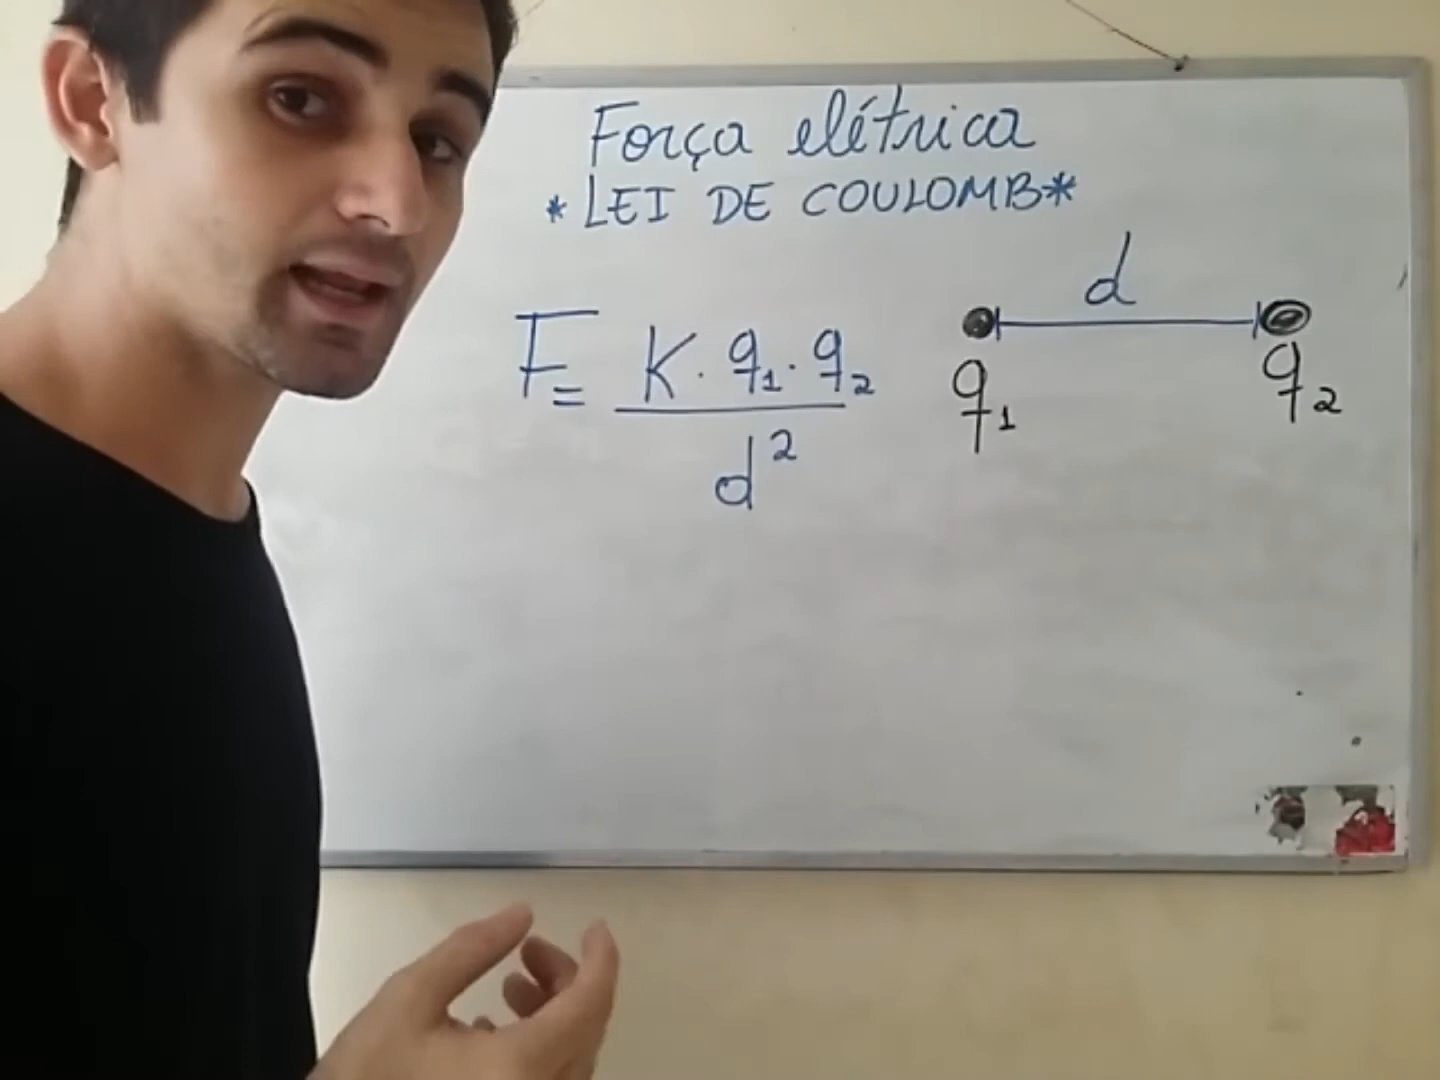 Força elétrica
*LEI DE COULOMB*
d
F = K . q1 . q2
d²
q1
q2